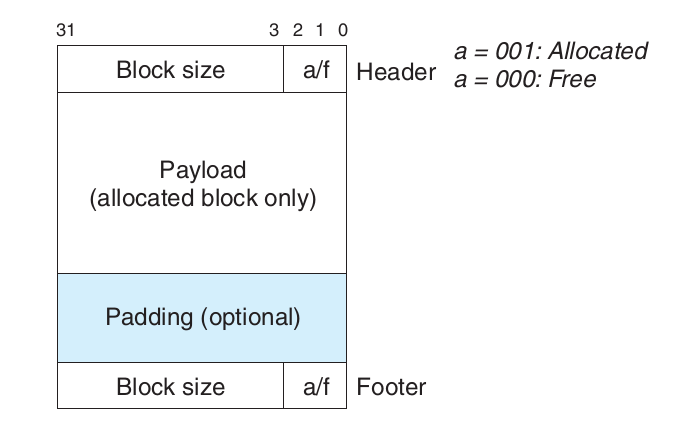 31 3 2 1 0
Block size a/f Header
a = 001: Allocated
a = 000: Free
Payload
(allocated block only)
Padding (optional)
Block size a/f Footer